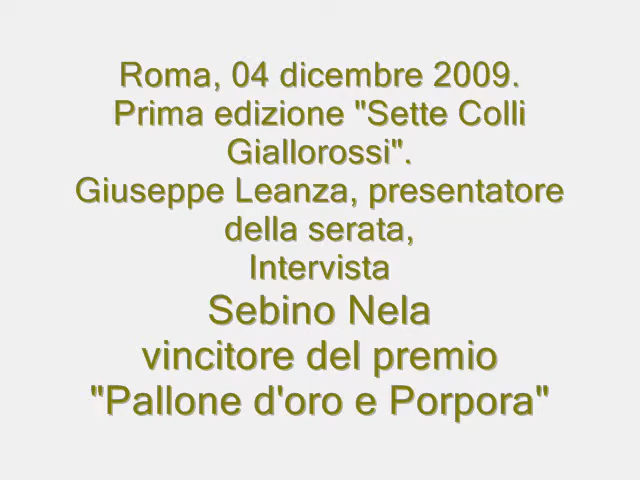 Roma, 04 dicembre 2009.
Prima edizione "Sette Colli
Giallorossi".
Giuseppe Leanza, presentatore
della serata,
Intervista
Sebino Nela
vincitore del premio
"Pallone d'oro e Porpora"